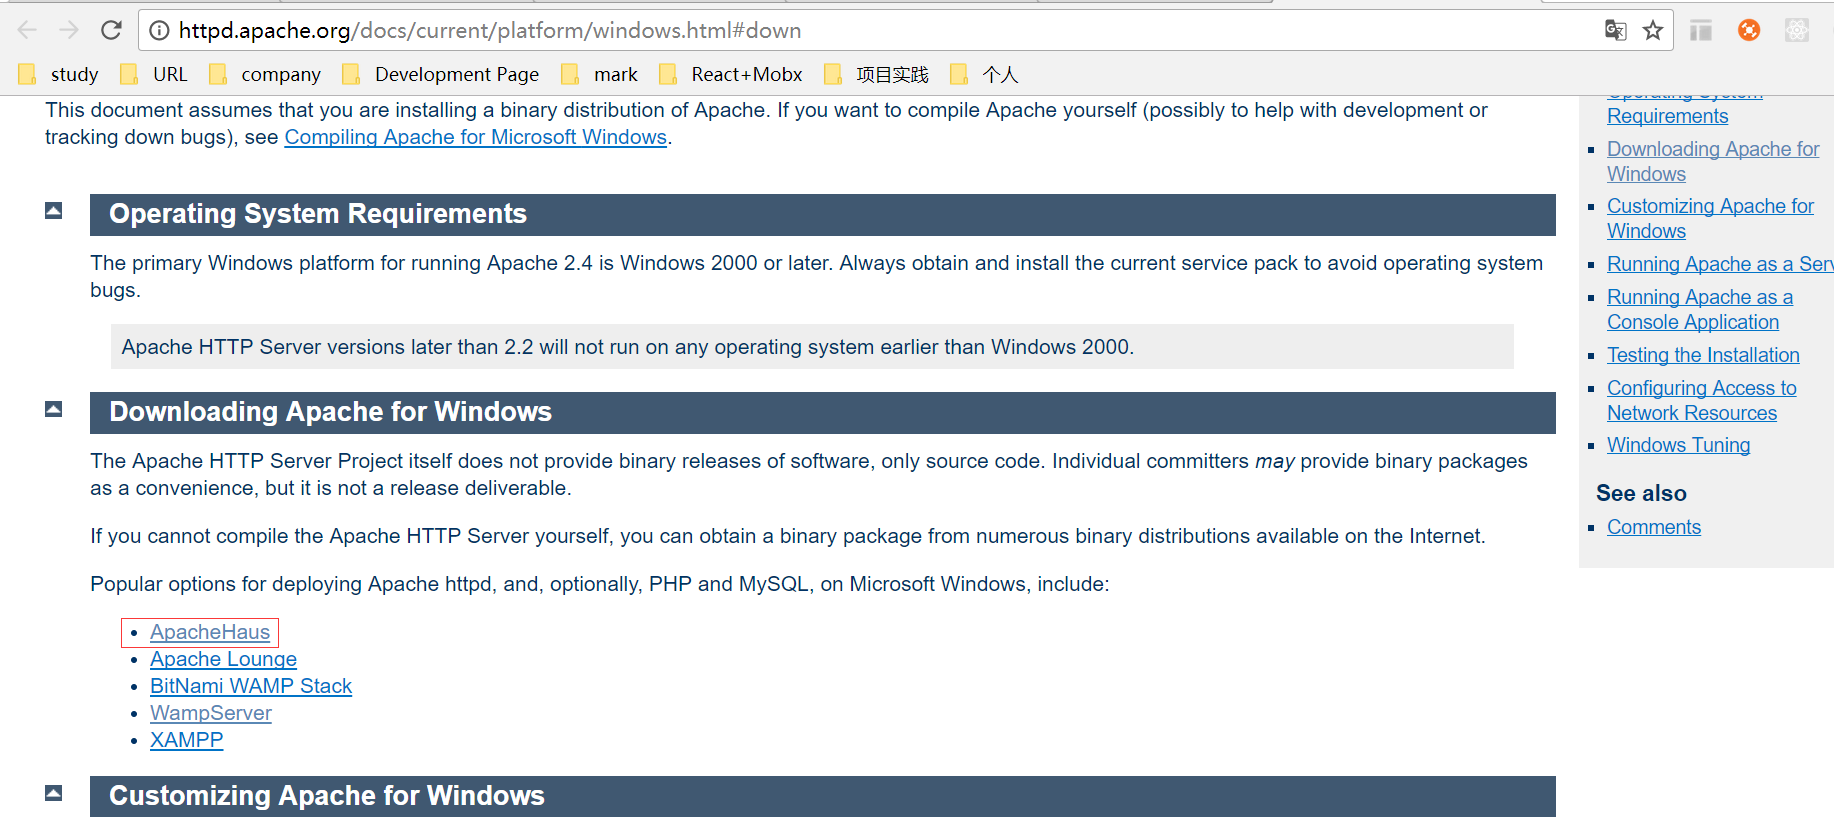 httpd.apache.org/docs/current/platform/windows.html#down
study URL company Development Page mark React+Mobx 项目实践 个人
This document assumes that you are installing a binary distribution of Apache. If you want to compile Apache yourself (possibly to help with development or
tracking down bugs), see Compiling Apache for Microsoft Windows.
Operating System Requirements
The primary Windows platform for running Apache 2.4 is Windows 2000 or later. Always obtain and install the current service pack to avoid operating system
bugs.
Apache HTTP Server versions later than 2.2 will not run on any operating system earlier than Windows 2000.
Downloading Apache for Windows
The Apache HTTP Server Project itself does not provide binary releases of software, only source code. Individual committers may provide binary packages
as a convenience, but it is not a release deliverable.
If you cannot compile the Apache HTTP Server yourself, you can obtain a binary package from numerous binary distributions available on the Internet.
Popular options for deploying Apache httpd, and, optionally, PHP and MySQL, on Microsoft Windows, include:
• ApacheHaus
• Apache Lounge
• BitNami WAMP Stack
• WampServer
• XAMPP
Customizing Apache for Windows
Operating System
Requirements
Downloading Apache for
Windows
Customizing Apache for
Windows
Running Apache as a Serv
Running Apache as a
Console Application
Testing the Installation
Configuring Access to
Network Resources
Windows Tuning
See also
Comments